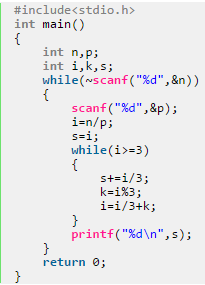 #include<stdio.h>
int main()
{
    int n,p;
    int i,k,s;
    while(~scanf("%d",&n))
    {
        scanf("%d",&p);
        i=n/p;
        s=i;
        while(i>=3)
        {
            s+=i/3;
            k=i%3;
            i=i/3+k;
        }
        printf("%d\n",s);
    }
    return 0;
}